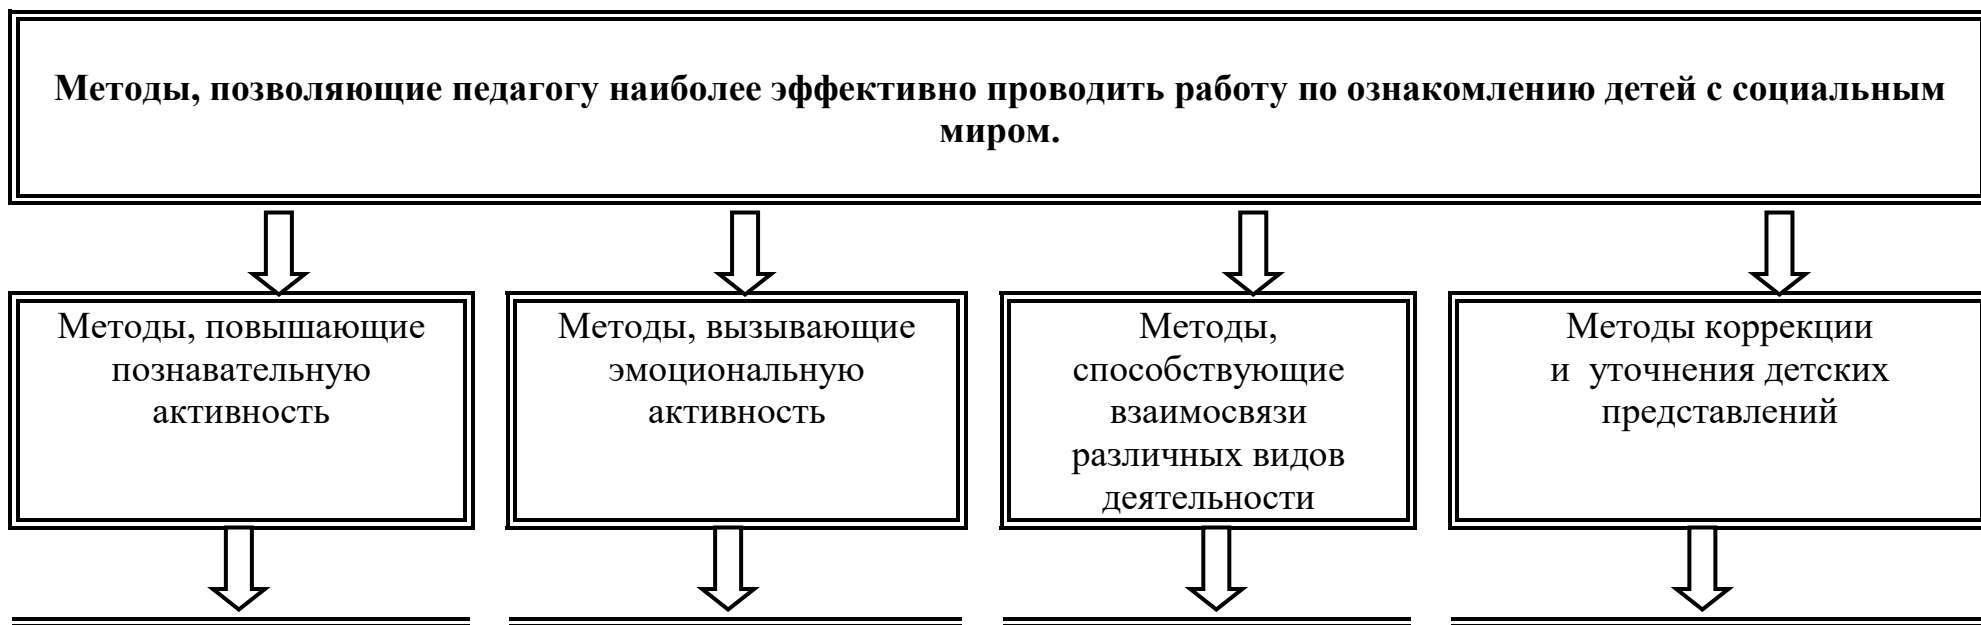 Методы, позволяющие педагогу наиболее эффективно проводить работу по ознакомлению детей с социальным
миром.
Методы, повышающие
познавательную
активность
Методы, вызывающие
эмоциональную
активность
Методы,
способствующие
взаимосвязи
различных видов
деятельности
Методы коррекции
и  уточнения детских
представлений